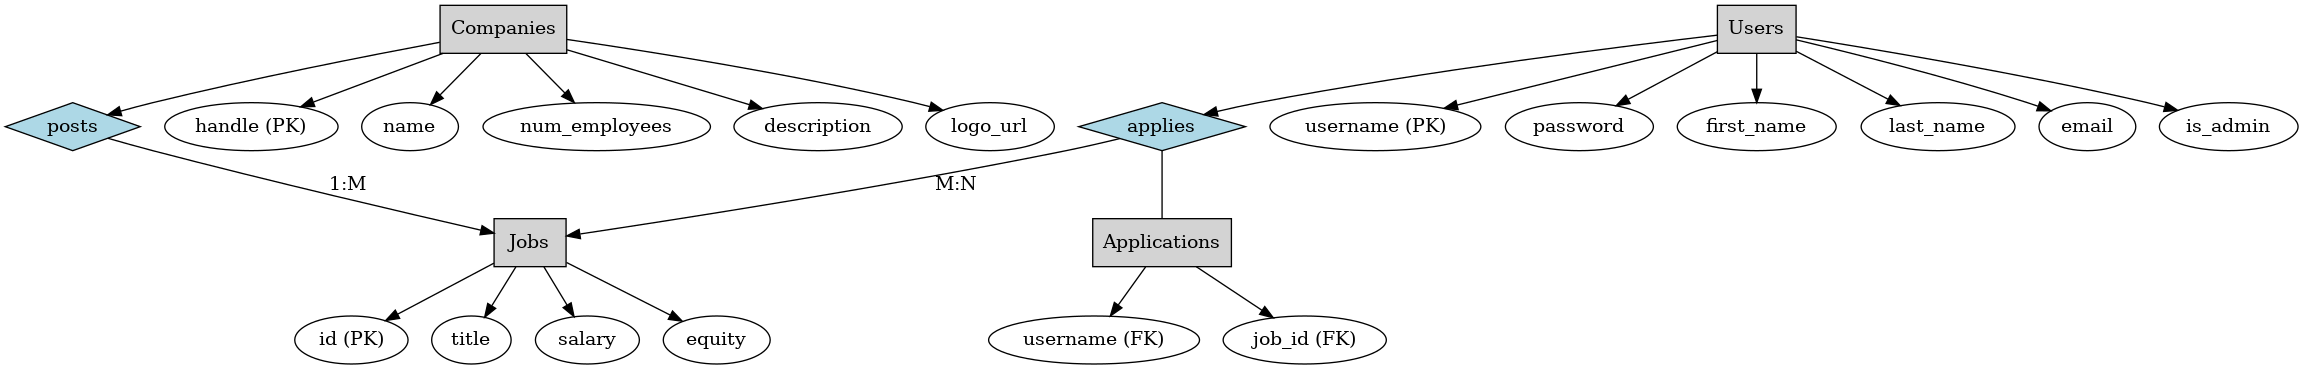 Companies
Users
posts
handle (PK)
name
num_employees
description
logo_url
applies
username (PK)
password
first_name
last_name
email
is_admin
1:M
M:N
Jobs
Applications
id (PK)
title
salary
equity
username (FK)
job_id (FK)